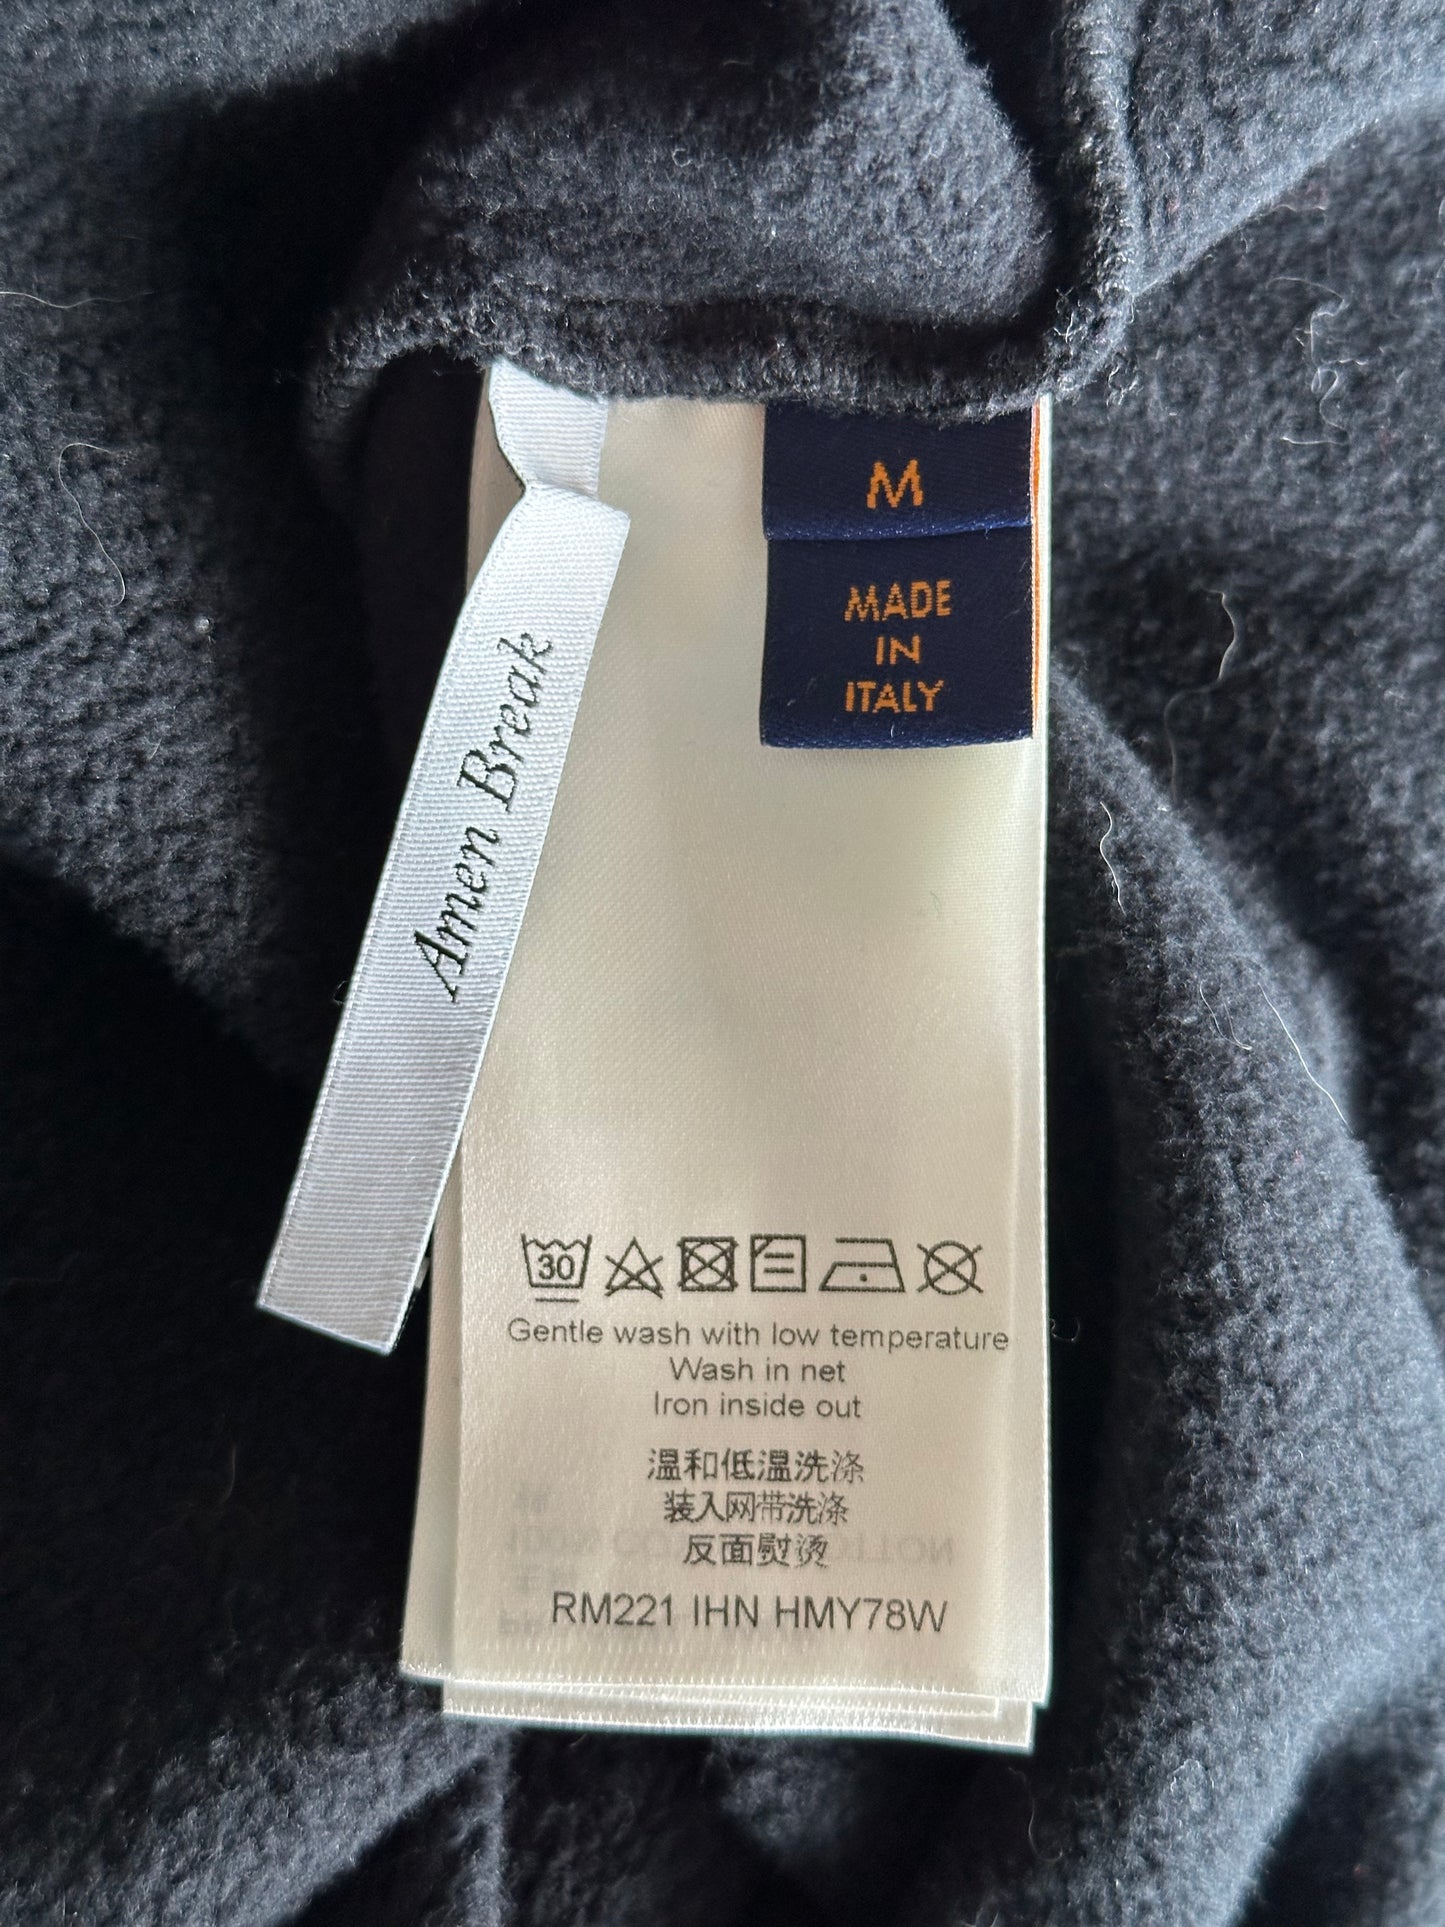 M
MADE
IN
ITALY
Amen Break
30
Gentle wash with low temperature
Wash in net
Iron inside out
温和低温洗涤
装入网带洗涤
反面熨烫
RM221 IHN HMY78W